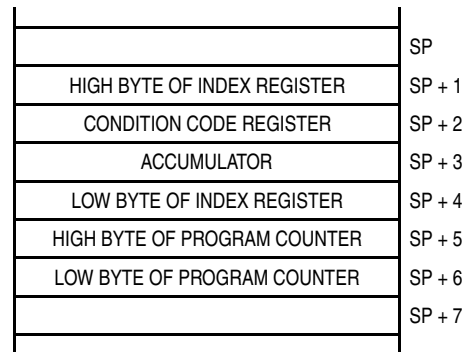 SP
HIGH BYTE OF INDEX REGISTER SP + 1
CONDITION CODE REGISTER SP + 2
ACCUMULATOR SP + 3
LOW BYTE OF INDEX REGISTER SP + 4
HIGH BYTE OF PROGRAM COUNTER SP + 5
LOW BYTE OF PROGRAM COUNTER SP + 6
SP + 7